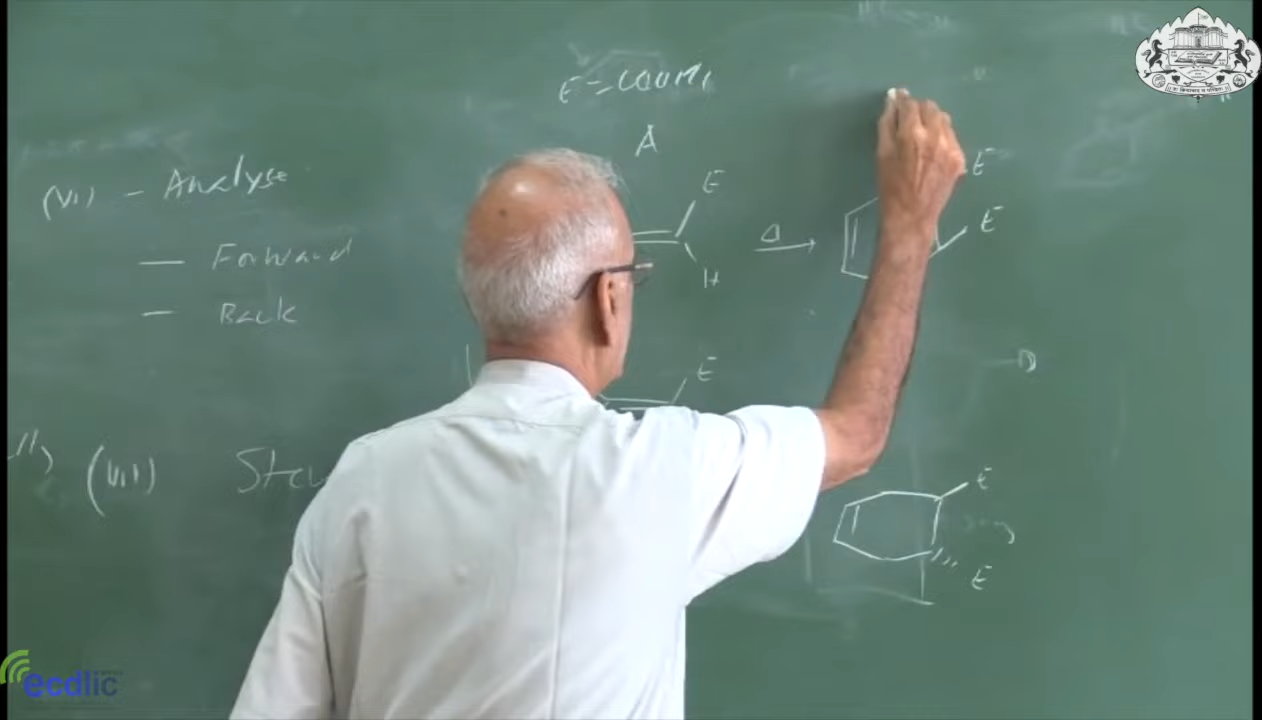 E = COOMe
A
(VI) - Analyse
E
E
— Forward
Δ
E
H
- Back
E
D
(VII)
E
E
ecdlic